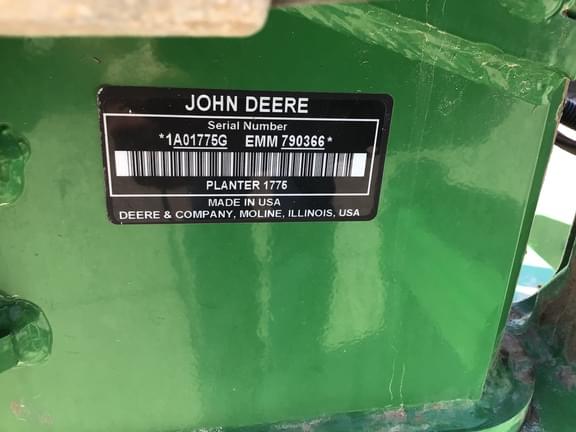 JOHN DEERE
Serial Number
*1A01775G EMM 790366*
PLANTER 1775
MADE IN USA
DEERE & COMPANY, MOLINE, ILLINOIS, USA